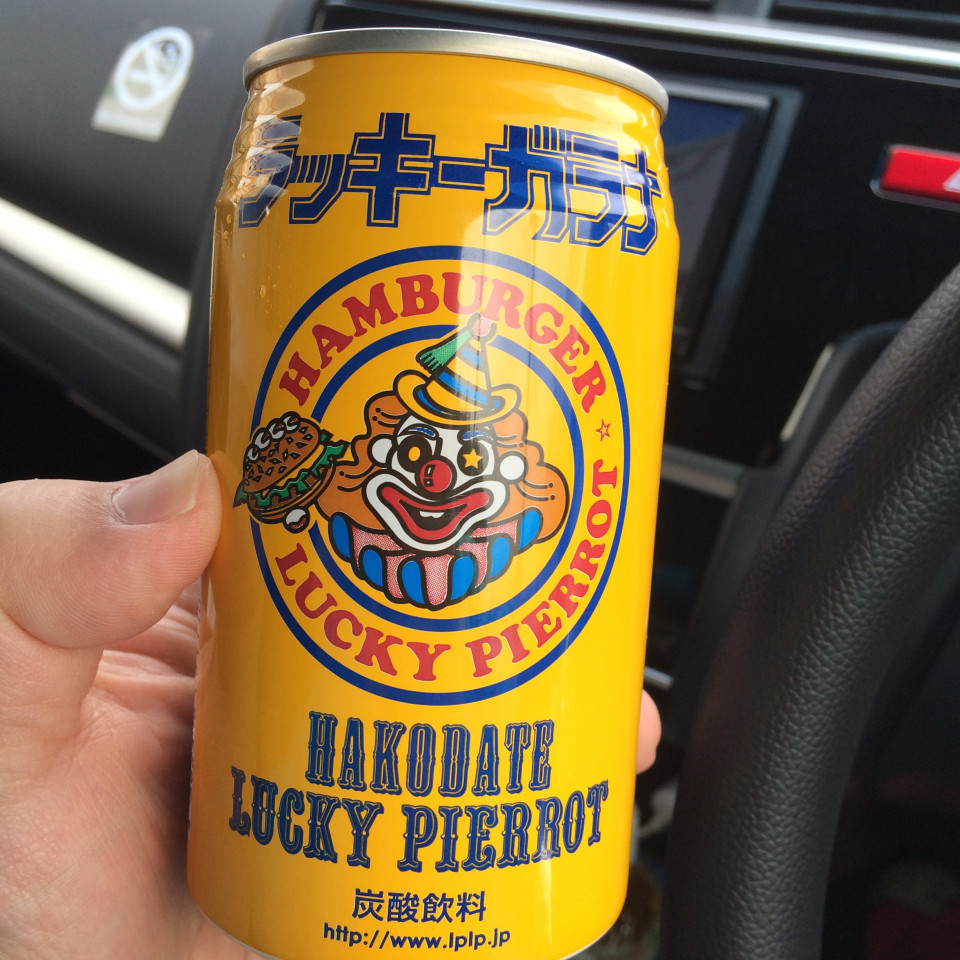 ラッキーガラナ
HAMBURGER ☆
LUCKY PIERROT
HAKODATE
LUCKY PIERROT
炭酸飲料
http://www.lplp.jp